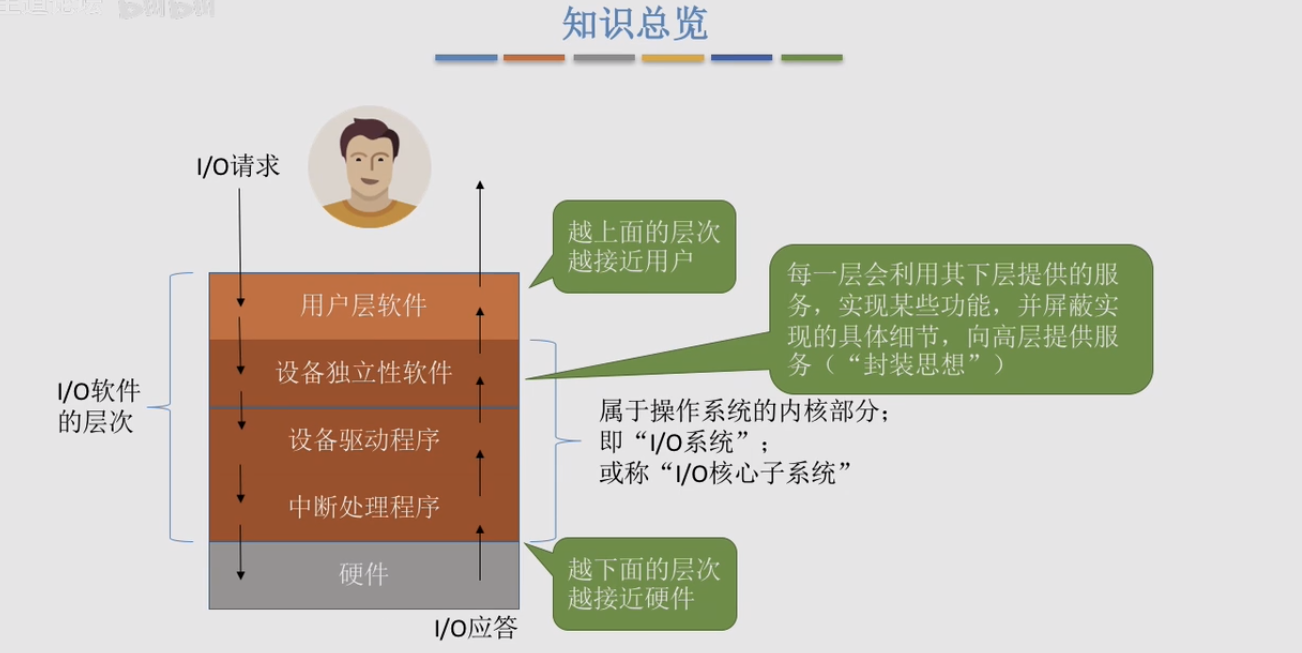 知识总览
I/O请求
越上面的层次
越接近用户
每一层会利用其下层提供的服
务，实现某些功能，并屏蔽实
现的具体细节，向高层提供服
务（“封装思想”）
用户层软件
设备独立性软件
I/O软件
的层次
设备驱动程序
中断处理程序
属于操作系统的内核部分；
即“I/O系统”；
或称“I/O核心子系统”
硬件
越下面的层次
越接近硬件
I/O应答